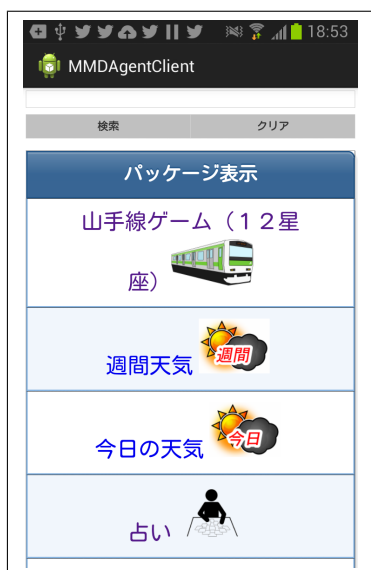 18:53
MMDAgentClient
検索 クリア
パッケージ表示
山手線ゲーム（１２星
座）
週間天気 週間
今日の天気 今日
占い